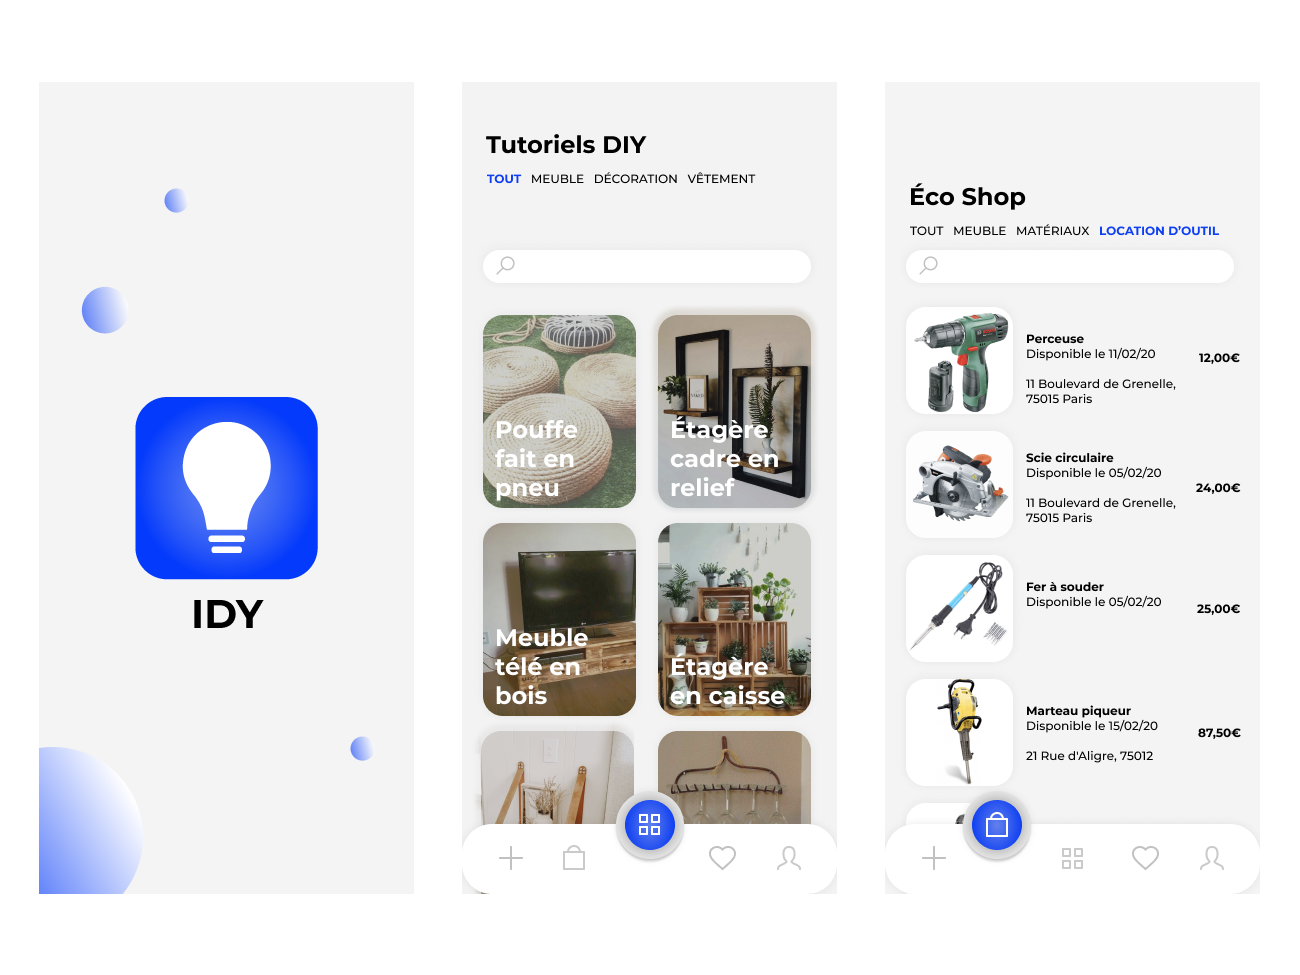 IDY
Tutoriels DIY
TOUT MEUBLE DÉCORATION VÊTEMENT
Pouffe
fait en
pneu
Étagère
cadre en
relief
Meuble
télé en
bois
Étagère
en caisse
Éco Shop
TOUT MEUBLE MATÉRIAUX LOCATION D’OUTIL
Perceuse
Disponible le 11/02/20
12,00€
11 Boulevard de Grenelle,
75015 Paris
Scie circulaire
Disponible le 05/02/20
24,00€
11 Boulevard de Grenelle,
75015 Paris
Fer à souder
Disponible le 05/02/20
25,00€
Marteau piqueur
Disponible le 15/02/20
87,50€
21 Rue d'Aligre, 75012